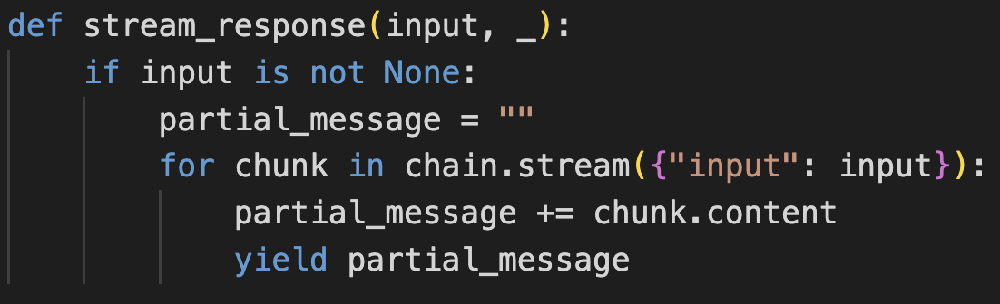 def stream_response(input, _):
    if input is not None:
        partial_message = ""
        for chunk in chain.stream({"input": input}):
            partial_message += chunk.content
            yield partial_message